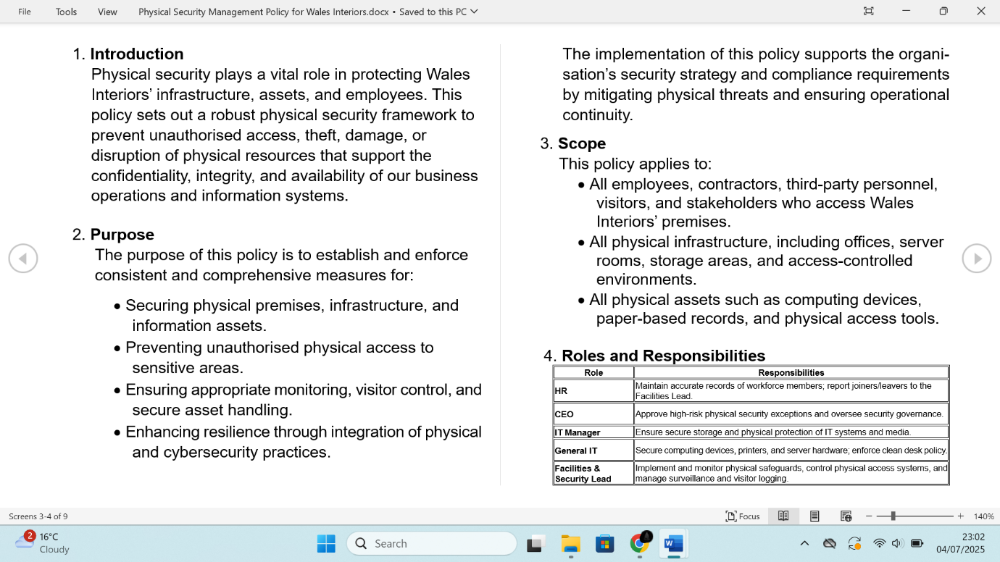 File Tools View Physical Security Management Policy for Wales Interiors.docx • Saved to this PC
1. Introduction
Physical security plays a vital role in protecting Wales
Interiors’ infrastructure, assets, and employees. This
policy sets out a robust physical security framework to
prevent unauthorised access, theft, damage, or
disruption of physical resources that support the
confidentiality, integrity, and availability of our business
operations and information systems.
2. Purpose
The purpose of this policy is to establish and enforce
consistent and comprehensive measures for:
• Securing physical premises, infrastructure, and
information assets.
• Preventing unauthorised physical access to
sensitive areas.
• Ensuring appropriate monitoring, visitor control, and
secure asset handling.
• Enhancing resilience through integration of physical
and cybersecurity practices.
The implementation of this policy supports the organi-
sation’s security strategy and compliance requirements
by mitigating physical threats and ensuring operational
continuity.
3. Scope
This policy applies to:
• All employees, contractors, third-party personnel,
visitors, and stakeholders who access Wales
Interiors’ premises.
• All physical infrastructure, including offices, server
rooms, storage areas, and access-controlled
environments.
• All physical assets such as computing devices,
paper-based records, and physical access tools.
4. Roles and Responsibilities
Role Responsibilities
HR Maintain accurate records of workforce members; report joiners/leavers to the
Facilities Lead.
CEO Approve high-risk physical security exceptions and oversee security governance.
IT Manager Ensure secure storage and physical protection of IT systems and media.
General IT Secure computing devices, printers, and server hardware; enforce clean desk policy.
Facilities & Implement and monitor physical safeguards, control physical access systems, and
Security Lead manage surveillance and visitor logging.
Screens 3-4 of 9 Focus 140%
2 16°C
Cloudy
Search
23:02
04/07/2025